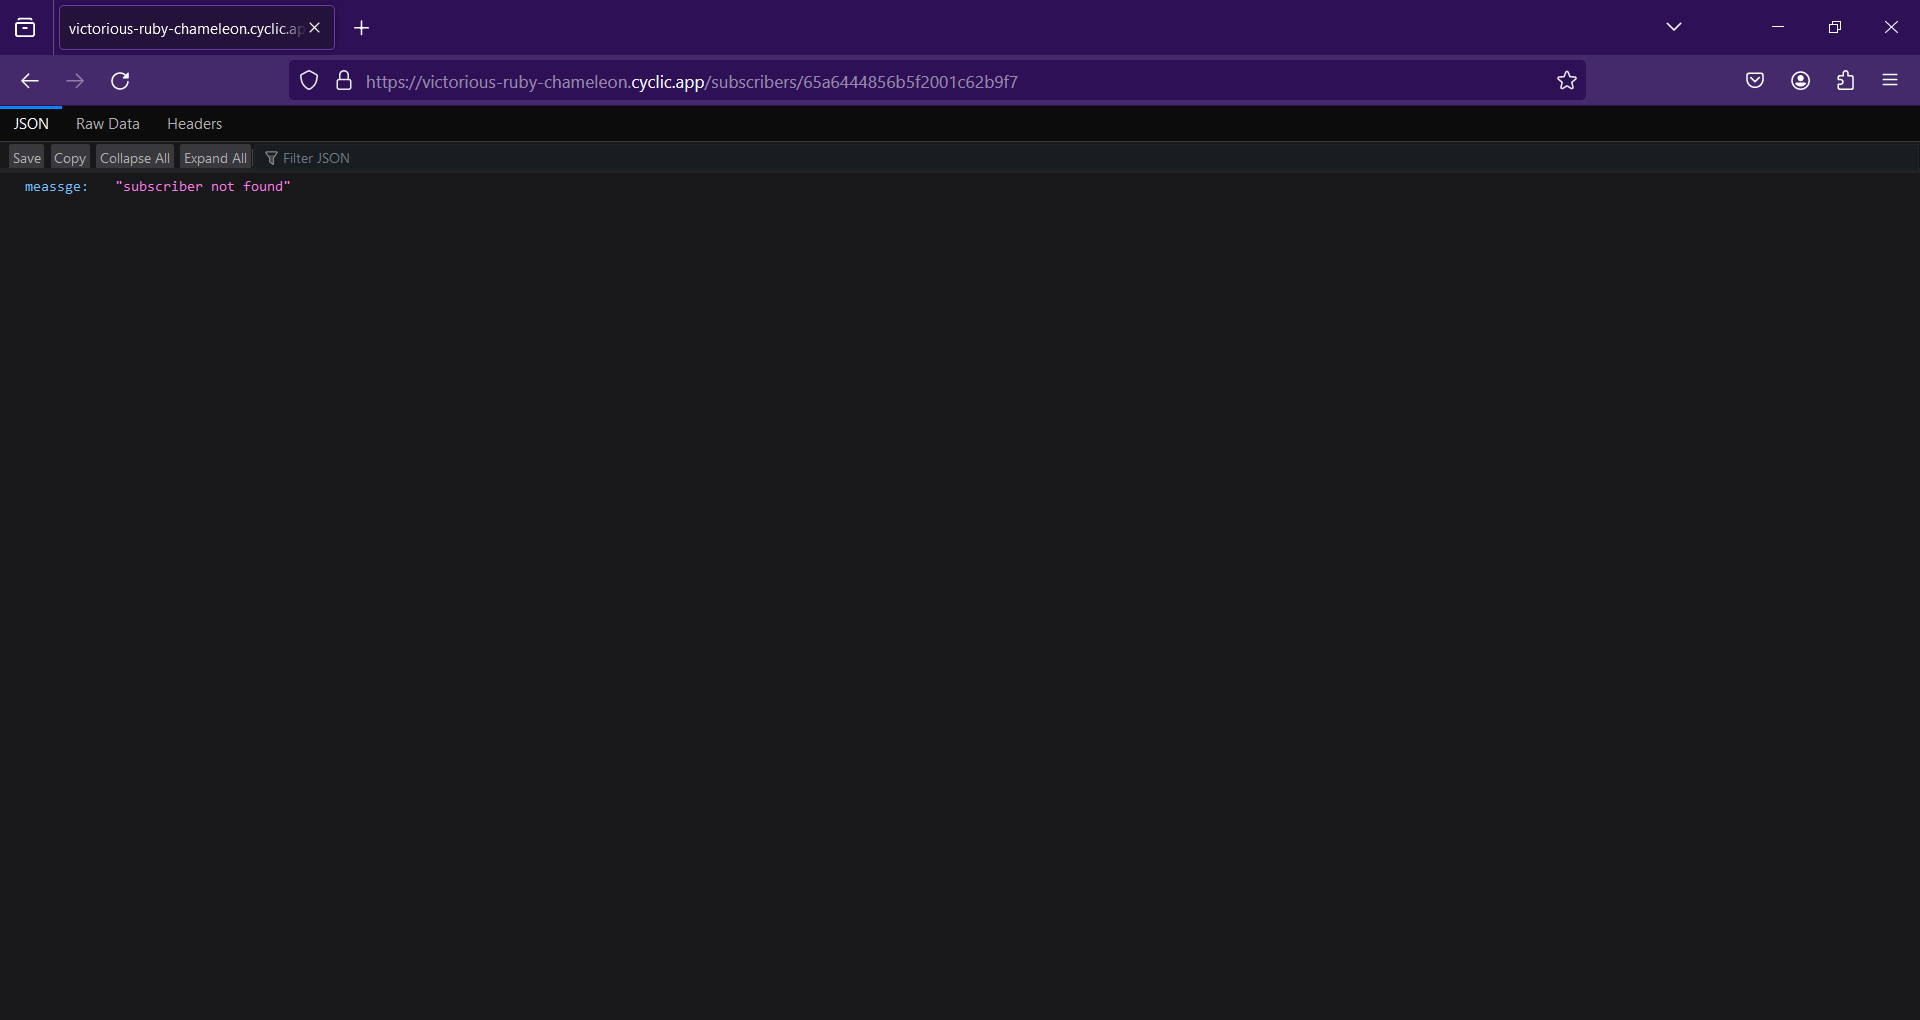 victorious-ruby-chameleon.cyclic.ap
https://victorious-ruby-chameleon.cyclic.app/subscribers/65a6444856b5f2001c62b9f7
JSON Raw Data Headers
Save Copy Collapse All Expand All Filter JSON
meassge: "subscriber not found"